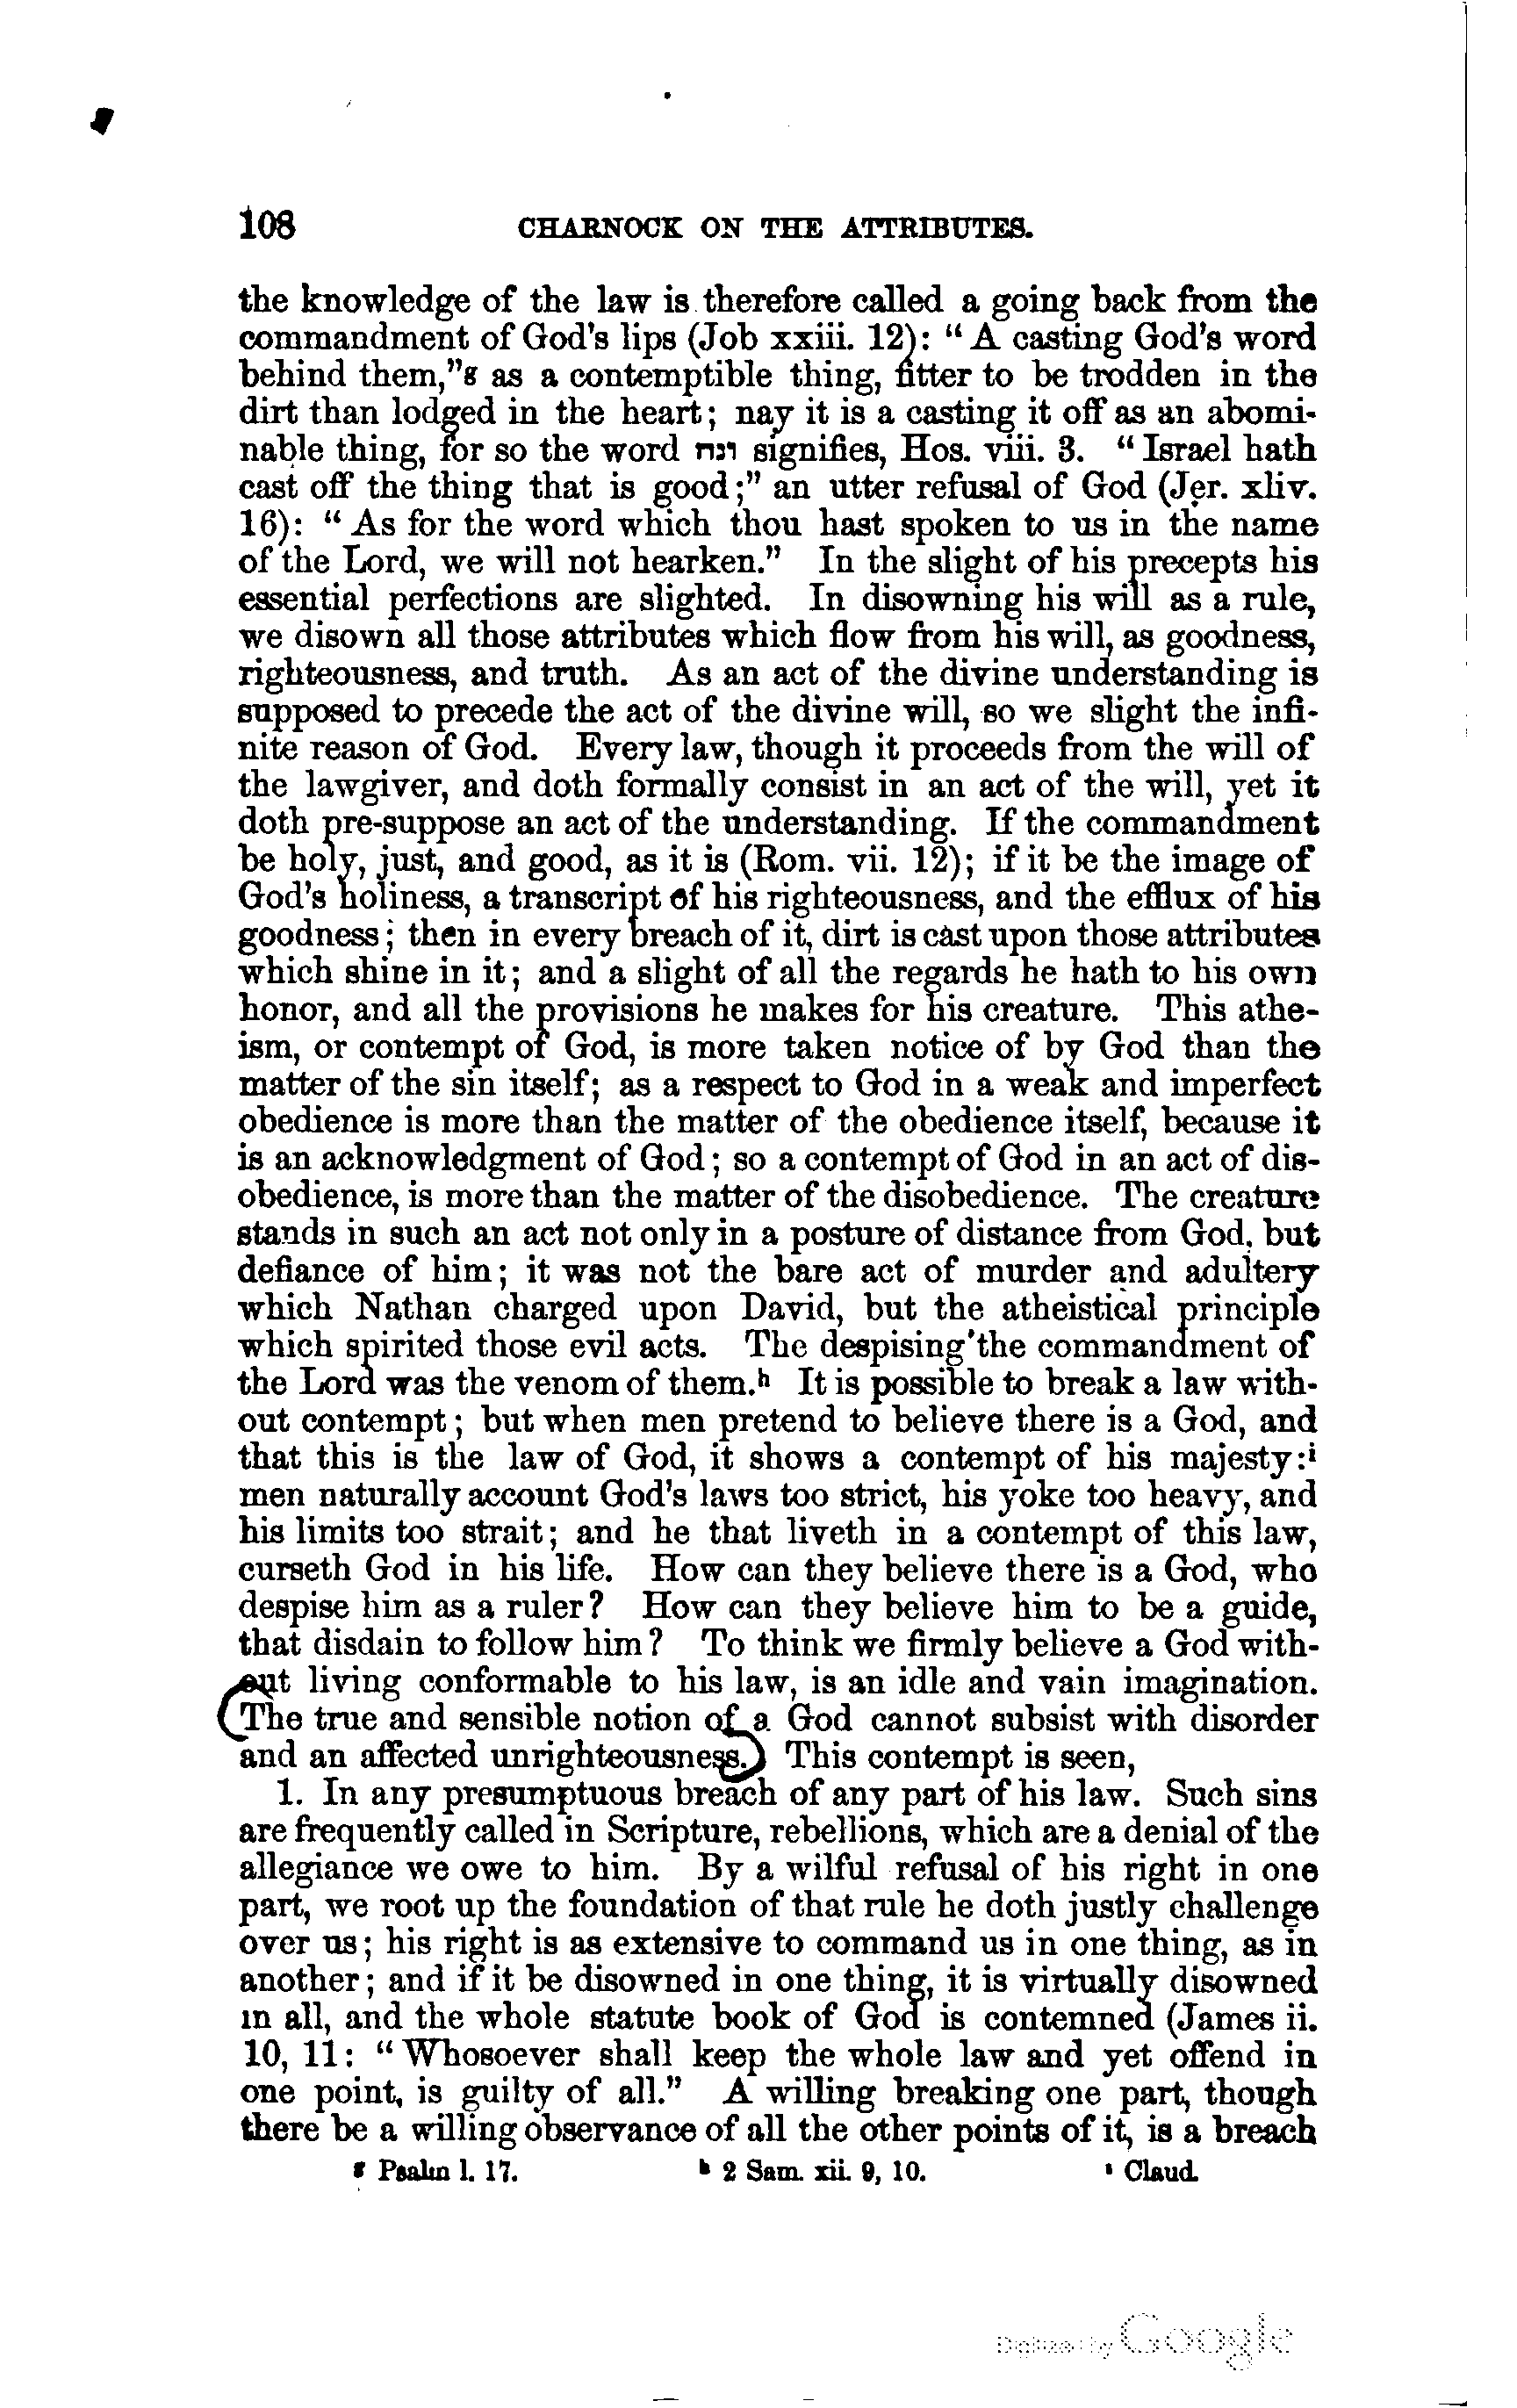 108 CHARNOCK ON THE ATTRIBUTES.
the knowledge of the law is therefore called a going back from the
commandment of God's lips (Job xxiii. 12): “ A casting God's word
behind them,”g as a contemptible thing, fitter to be trodden in the
dirt than lodged in the heart; nay it is a casting it off as an abomi-
nable thing, for so the word זנח signifies, Hos. viii. 3. “ Israel hath
cast off the thing that is good;” an utter refusal of God (Jer. xliv.
16): “ As for the word which thou hast spoken to us in the name
of the Lord, we will not hearken.” In the slight of his precepts his
essential perfections are slighted. In disowning his will as a rule,
we disown all those attributes which flow from his will, as goodness,
righteousness, and truth. As an act of the divine understanding is
supposed to precede the act of the divine will, so we slight the infi-
nite reason of God. Every law, though it proceeds from the will of
the lawgiver, and doth formally consist in an act of the will, yet it
doth pre-suppose an act of the understanding. If the commandment
be holy, just, and good, as it is (Rom. vii. 12); if it be the image of
God's holiness, a transcript of his righteousness, and the efflux of his
goodness; then in every breach of it, dirt is cast upon those attributes
which shine in it; and a slight of all the regards he hath to his own
honor, and all the provisions he makes for his creature. This athe-
ism, or contempt of God, is more taken notice of by God than the
matter of the sin itself; as a respect to God in a weak and imperfect
obedience is more than the matter of the obedience itself, because it
is an acknowledgment of God; so a contempt of God in an act of dis-
obedience, is more than the matter of the disobedience. The creature
stands in such an act not only in a posture of distance from God, but
defiance of him; it was not the bare act of murder and adultery
which Nathan charged upon David, but the atheistical principle
which spirited those evil acts. The despising the commandment of
the Lord was the venom of them.h It is possible to break a law with-
out contempt; but when men pretend to believe there is a God, and
that this is the law of God, it shows a contempt of his majesty:i
men naturally account God's laws too strict, his yoke too heavy, and
his limits too strait; and he that liveth in a contempt of this law,
curseth God in his life. How can they believe there is a God, who
despise him as a ruler? How can they believe him to be a guide,
that disdain to follow him? To think we firmly believe a God with-
out living conformable to his law, is an idle and vain imagination.
(The true and sensible notion of a God cannot subsist with disorder
and an affected unrighteousness.) This contempt is seen,
1. In any presumptuous breach of any part of his law. Such sins
are frequently called in Scripture, rebellions, which are a denial of the
allegiance we owe to him. By a wilful refusal of his right in one
part, we root up the foundation of that rule he doth justly challenge
over us; his right is as extensive to command us in one thing, as in
another; and if it be disowned in one thing, it is virtually disowned
in all, and the whole statute book of God is contemned (James ii.
10, 11: “ Whosoever shall keep the whole law and yet offend in
one point, is guilty of all.” A willing breaking one part, though
there be a willing observance of all the other points of it, is a breach
g Psalm l. 17. h 2 Sam. xii. 9, 10. i Claud.
Digitized by Google